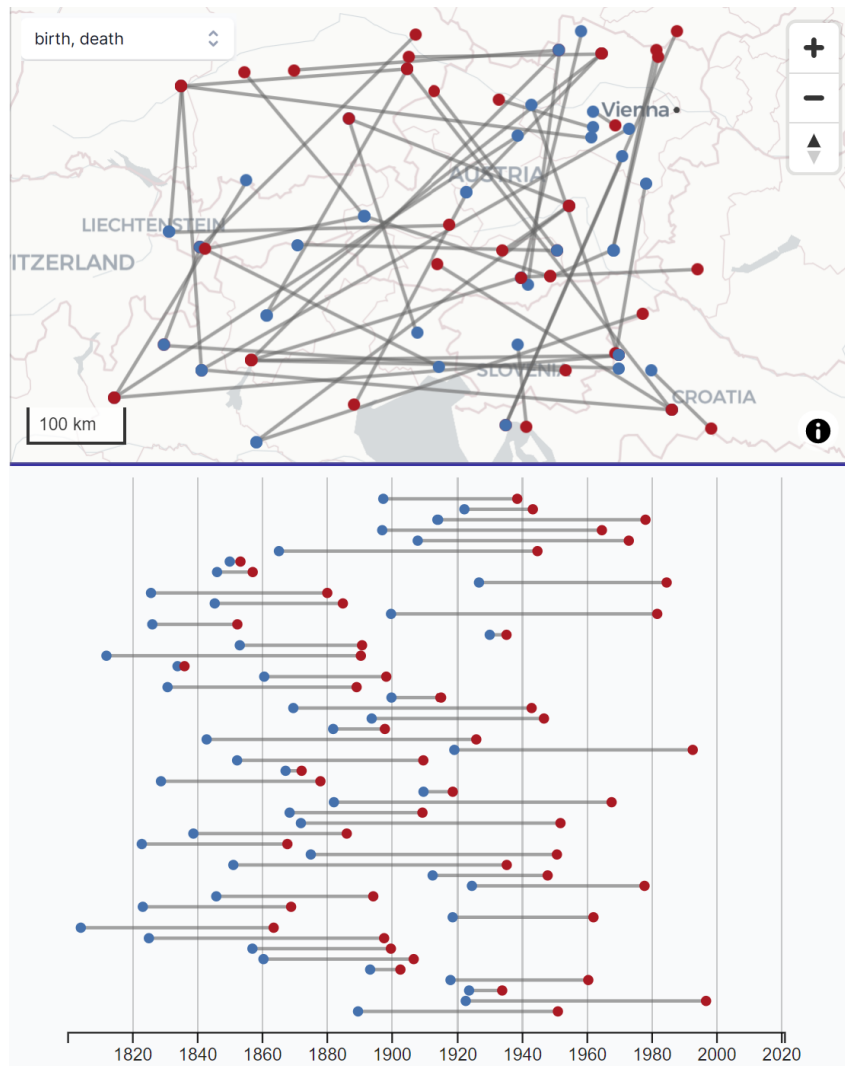 birth, death
Vienna
AUSTRIA
LIECHTENSTEIN
ITZERLAND
SLOVENIA
CROATIA
100 km
1820 1840 1860 1880 1900 1920 1940 1960 1980 2000 2020